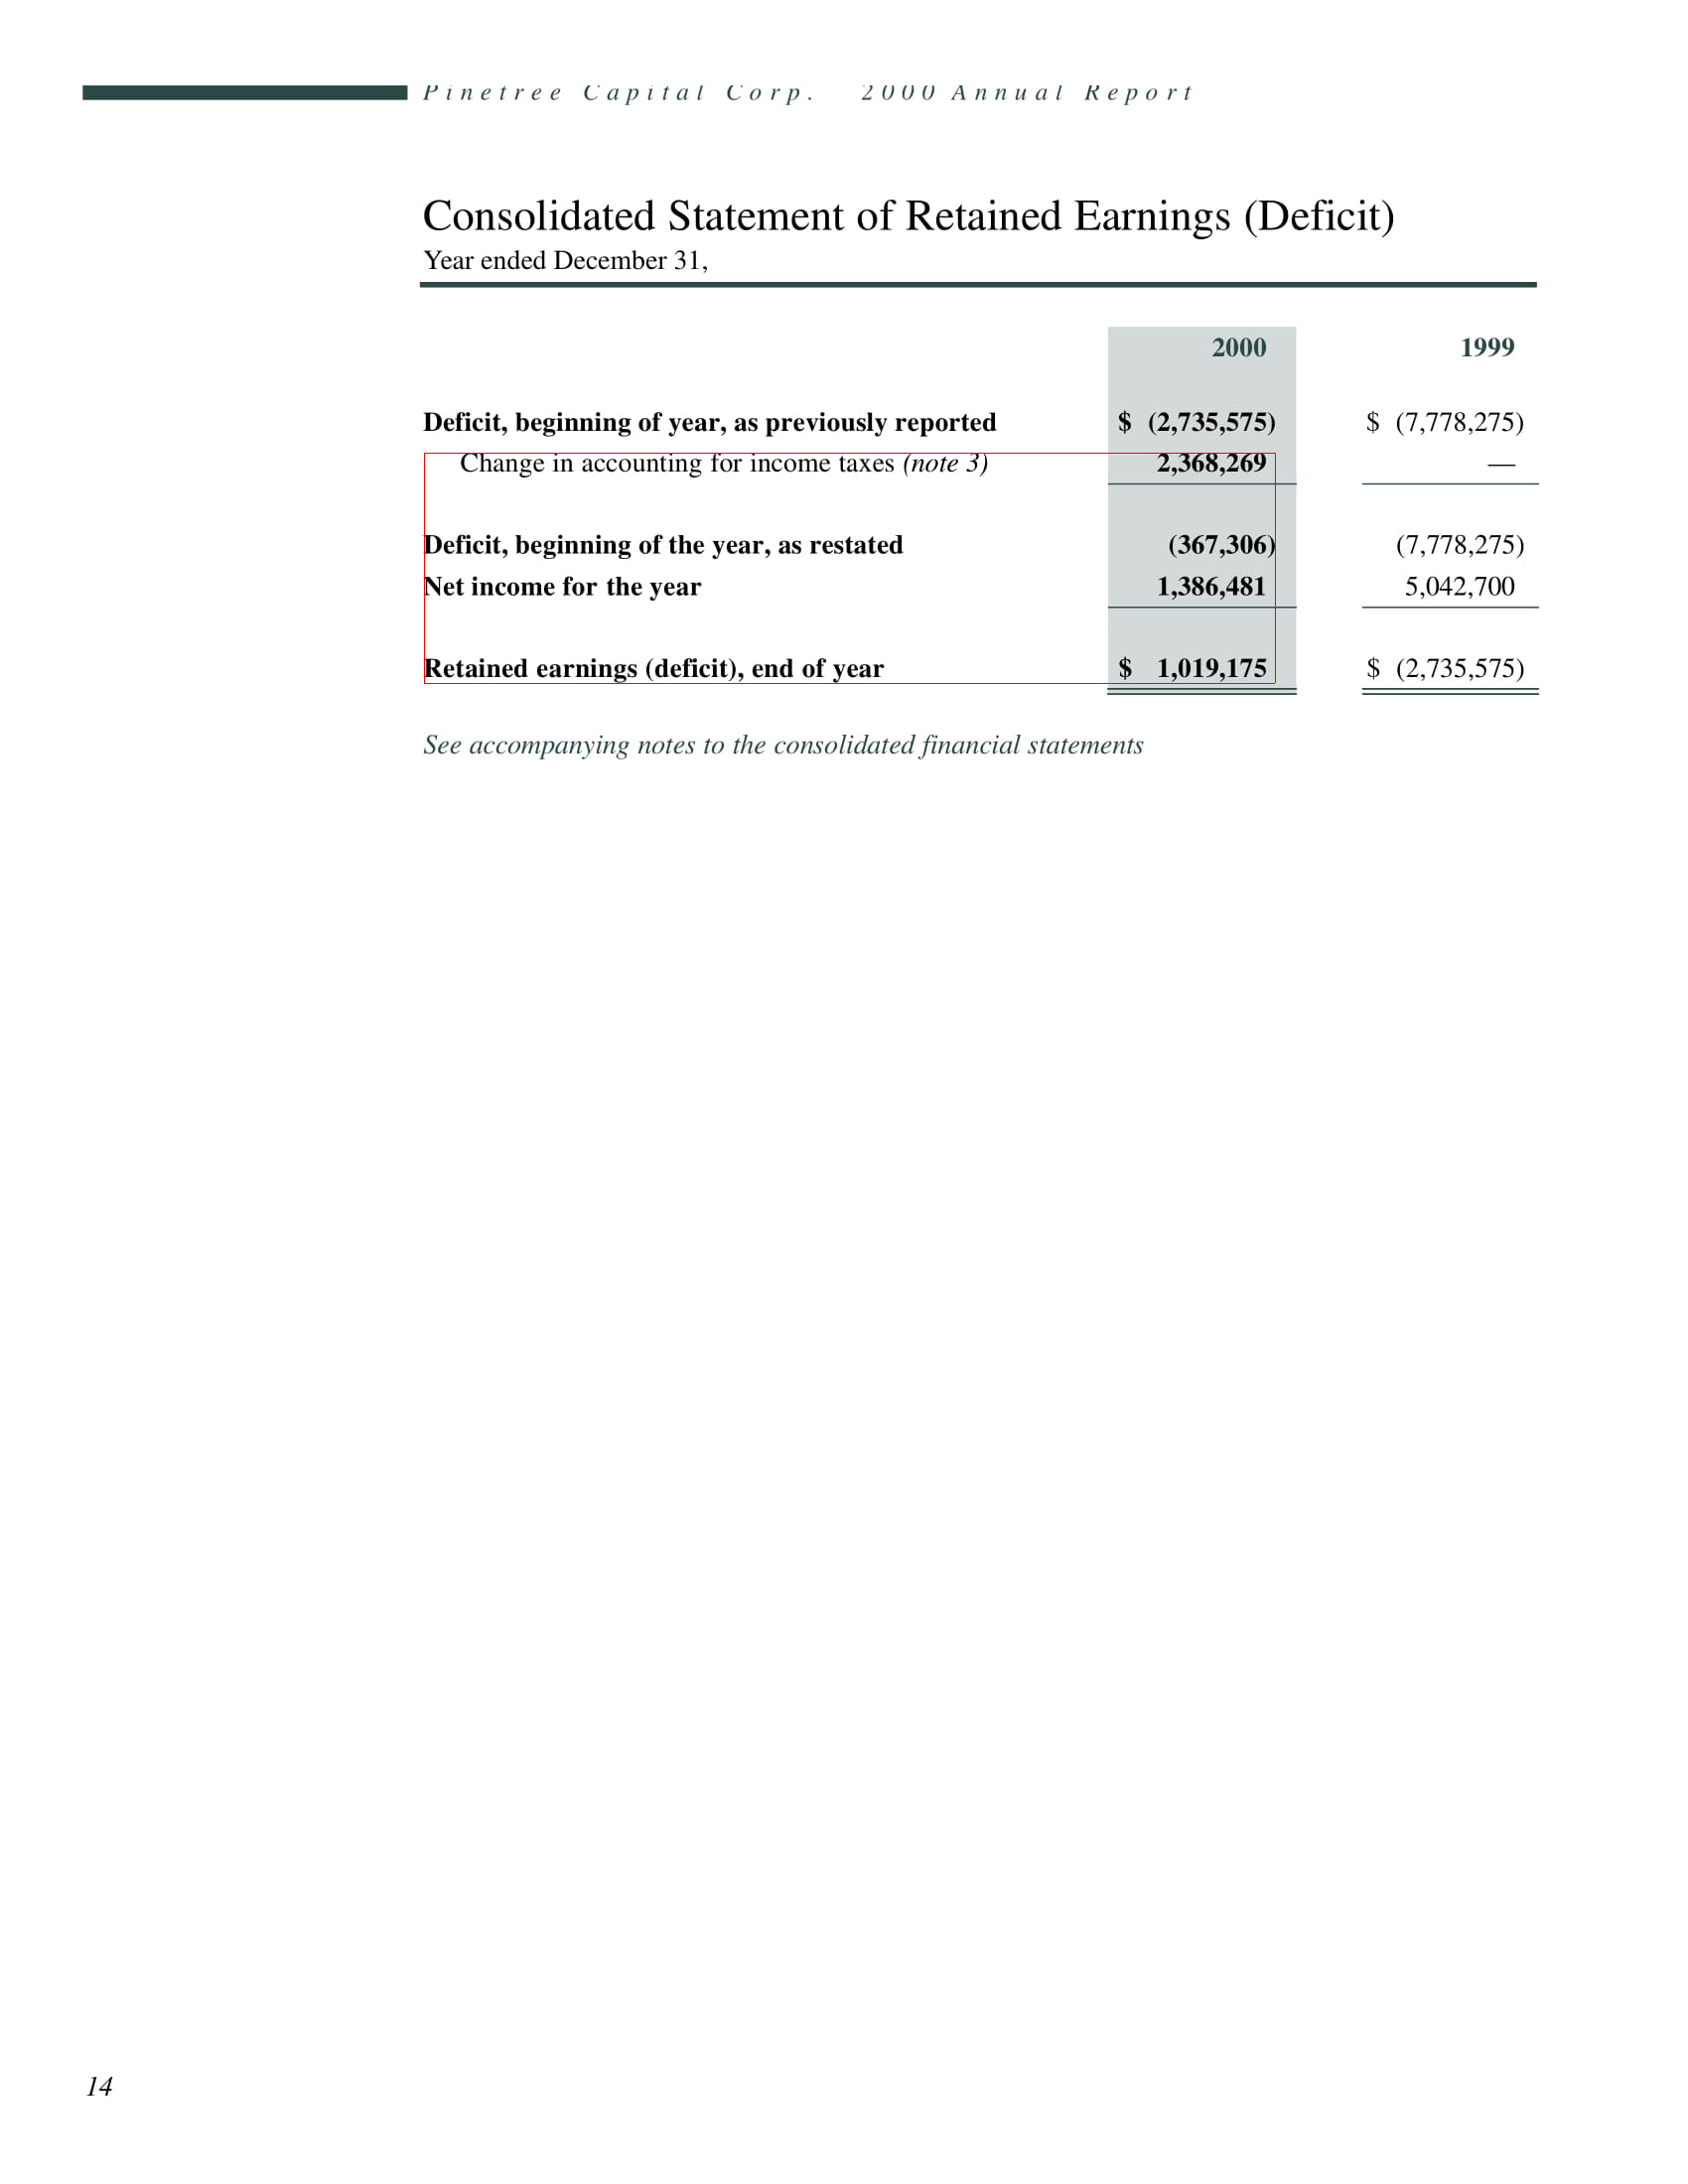 Pinetree Capital Corp. 2000 Annual Report
Consolidated Statement of Retained Earnings (Deficit)
Year ended December 31,
2000 1999
Deficit, beginning of year, as previously reported $ (2,735,575) $ (7,778,275)
Change in accounting for income taxes (note 3) 2,368,269 —
Deficit, beginning of the year, as restated (367,306) (7,778,275)
Net income for the year 1,386,481 5,042,700
Retained earnings (deficit), end of year $ 1,019,175 $ (2,735,575)
See accompanying notes to the consolidated financial statements
14